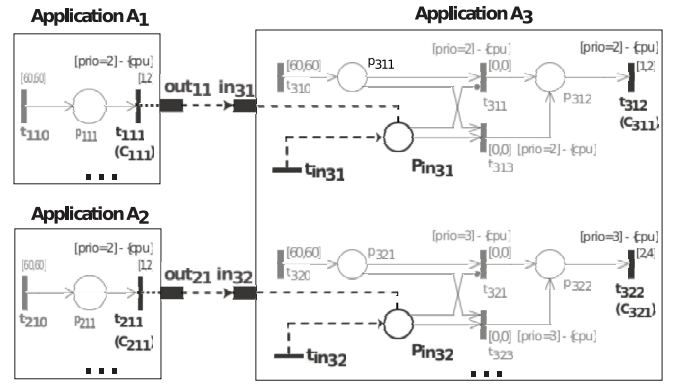 Application A1
[prio=2] - {cpu}
[60,60]
[1,2
t110
p111
t111
(C111)
...
out11 in31
Application A3
[60,60]
p311
[prio=2] - {cpu}
[0,0]
[prio=2] - {cpu}
[1,2]
t310
t311
p312
t312
(C311)
tin31
Pin31
[0,0] [prio=2] - {cpu}
t313
Application A2
[prio=2] - {cpu}
[60,60]
[1,2
t210
p211
t211
(C211)
...
out21 in32
[60,60]
p321
[prio=3] - {cpu}
[0,0]
[prio=3] - {cpu}
[2,4]
t320
t321
p322
t322
(C321)
tin32
Pin32
[0,0] [prio=3] - {cpu}
t323
...